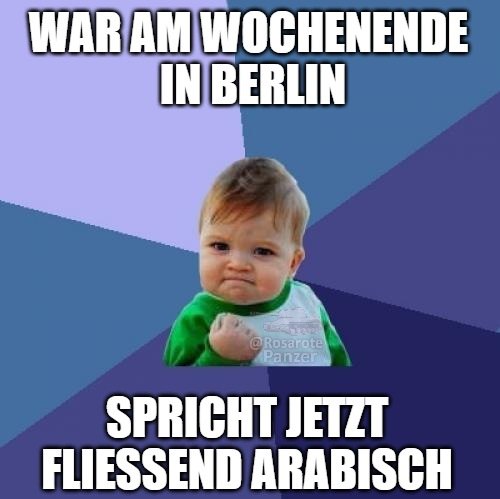 WAR AM WOCHENENDE
IN BERLIN
@Rosarote
Panzer
SPRICHT JETZT
FLIESSEND ARABISCH